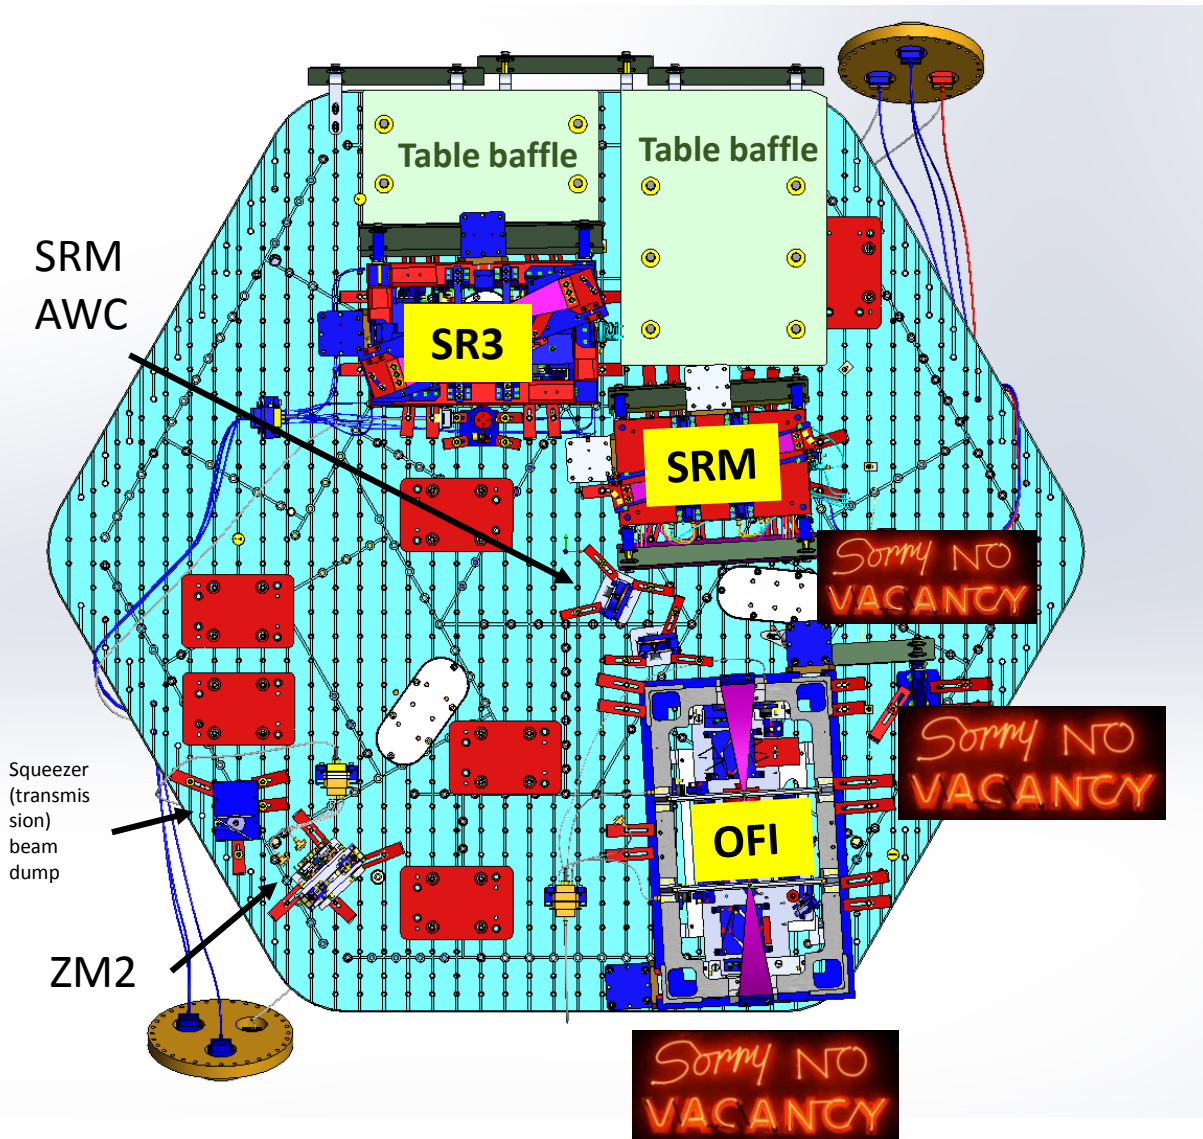 Table baffle
Table baffle
SRM
AWC
SR3
SRM
Sorry NO
VACANCY
Sorry NO
VACANCY
Squeezer
(transmis
sion)
beam
dump
OFI
ZM2
Sorry NO
VACANCY